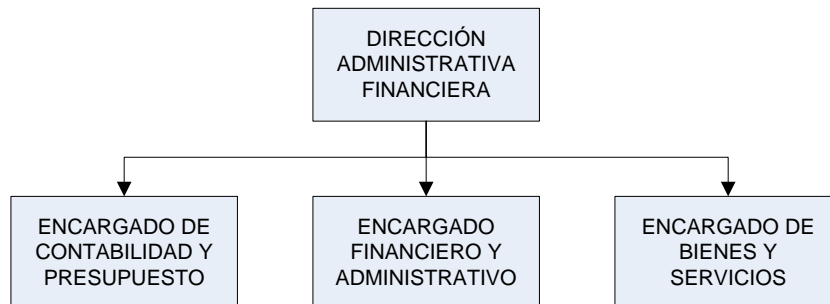 DIRECCIÓN
ADMINISTRATIVA
FINANCIERA
ENCARGADO DE
CONTABILIDAD Y
PRESUPUESTO
ENCARGADO
FINANCIERO Y
ADMINISTRATIVO
ENCARGADO DE
BIENES Y
SERVICIOS